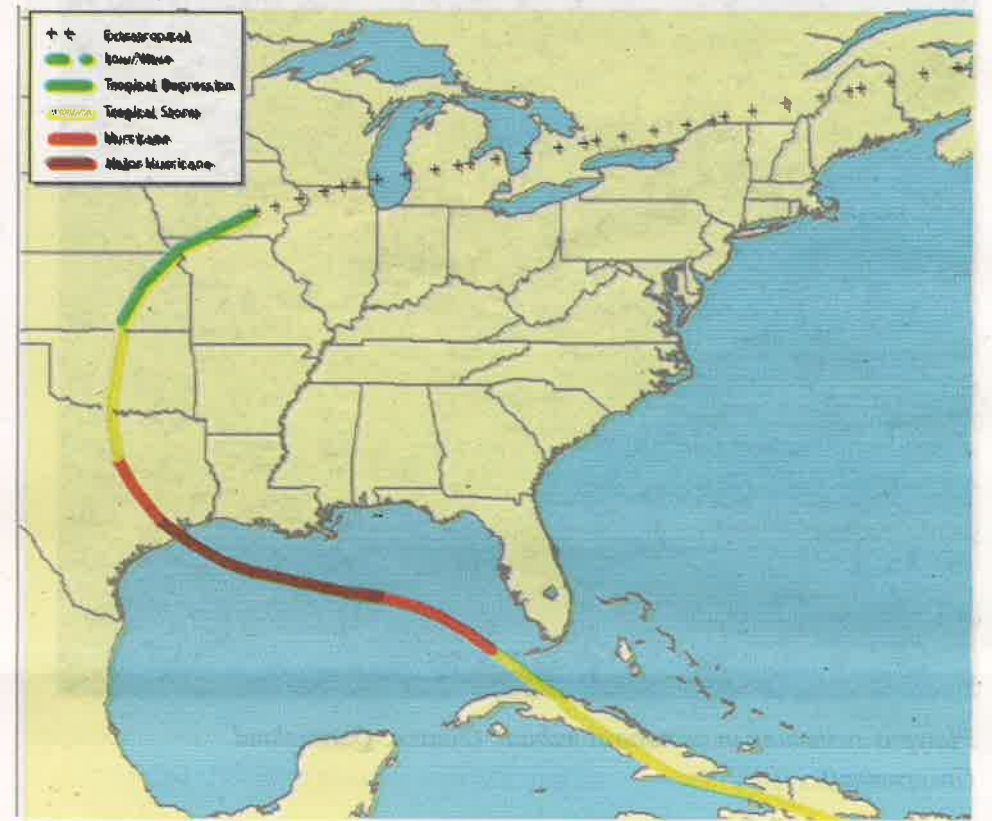 Extratropical
Low/Wave
Tropical Depression
Tropical Storm
Hurricane
Major Hurricane